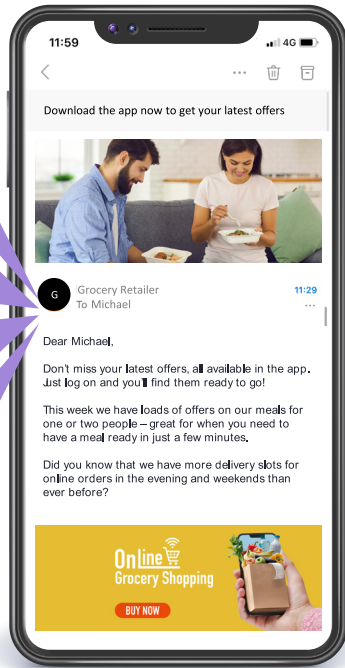 11:59
4G
Download the app now to get your latest offers
G
Grocery Retailer
11:29
To Michael
Dear Michael,
Don't miss your latest offers, all available in the app.
Just log on and you'll find them ready to go!
This week we have loads of offers on our meals for
one or two people – great for when you need to
have a meal ready in just a few minutes.
Did you know that we have more delivery slots for
online orders in the evening and weekends than
ever before?
Online
Grocery Shopping
BUY NOW